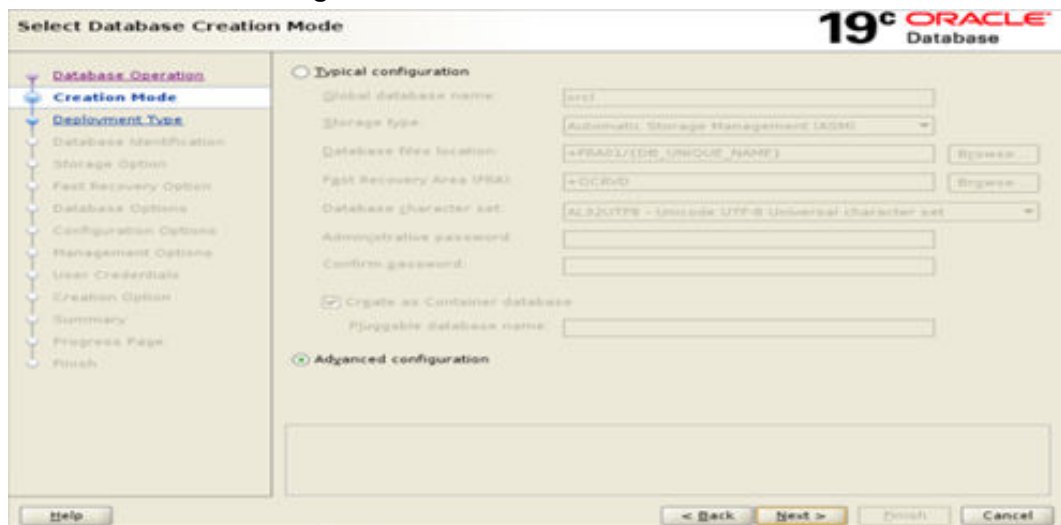 Select Database Creation Mode
19c ORACLE
Database
Database Operation
Creation Mode
Deployment Type
Database Identification
Storage Option
Fast Recovery Option
Database Options
Configuration Options
Management Options
User Credentials
Creation Option
Summary
Progress Page
Finish
Typical configuration
Global database name: orcl
Storage type: Automatic Storage Management (ASM)
Database files location: +FRA01/{DB_UNIQUE_NAME} Browse...
Fast Recovery Area (FRA): +OCRVD Browse...
Database character set: AL32UTF8 - Unicode UTF-8 Universal character set
Administrative password:
Confirm password:
Create as Container database
Pluggable database name:
Advanced configuration
Help
< Back
Next >
Finish
Cancel